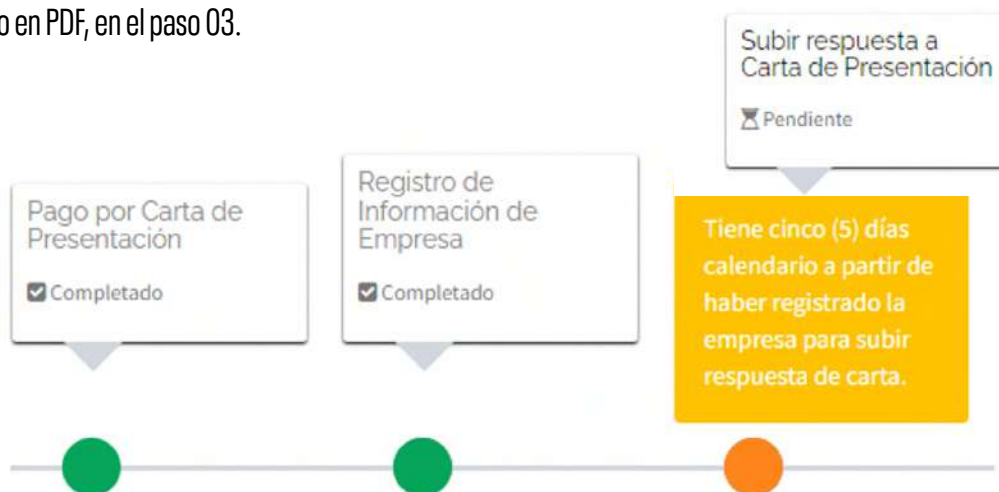 o en PDF, en el paso 03.
Pago por Carta de
Presentación
Completado
Registro de
Información de
Empresa
Completado
Subir respuesta a
Carta de Presentación
Pendiente
Tiene cinco (5) días
calendario a partir de
haber registrado la
empresa para subir
respuesta de carta.